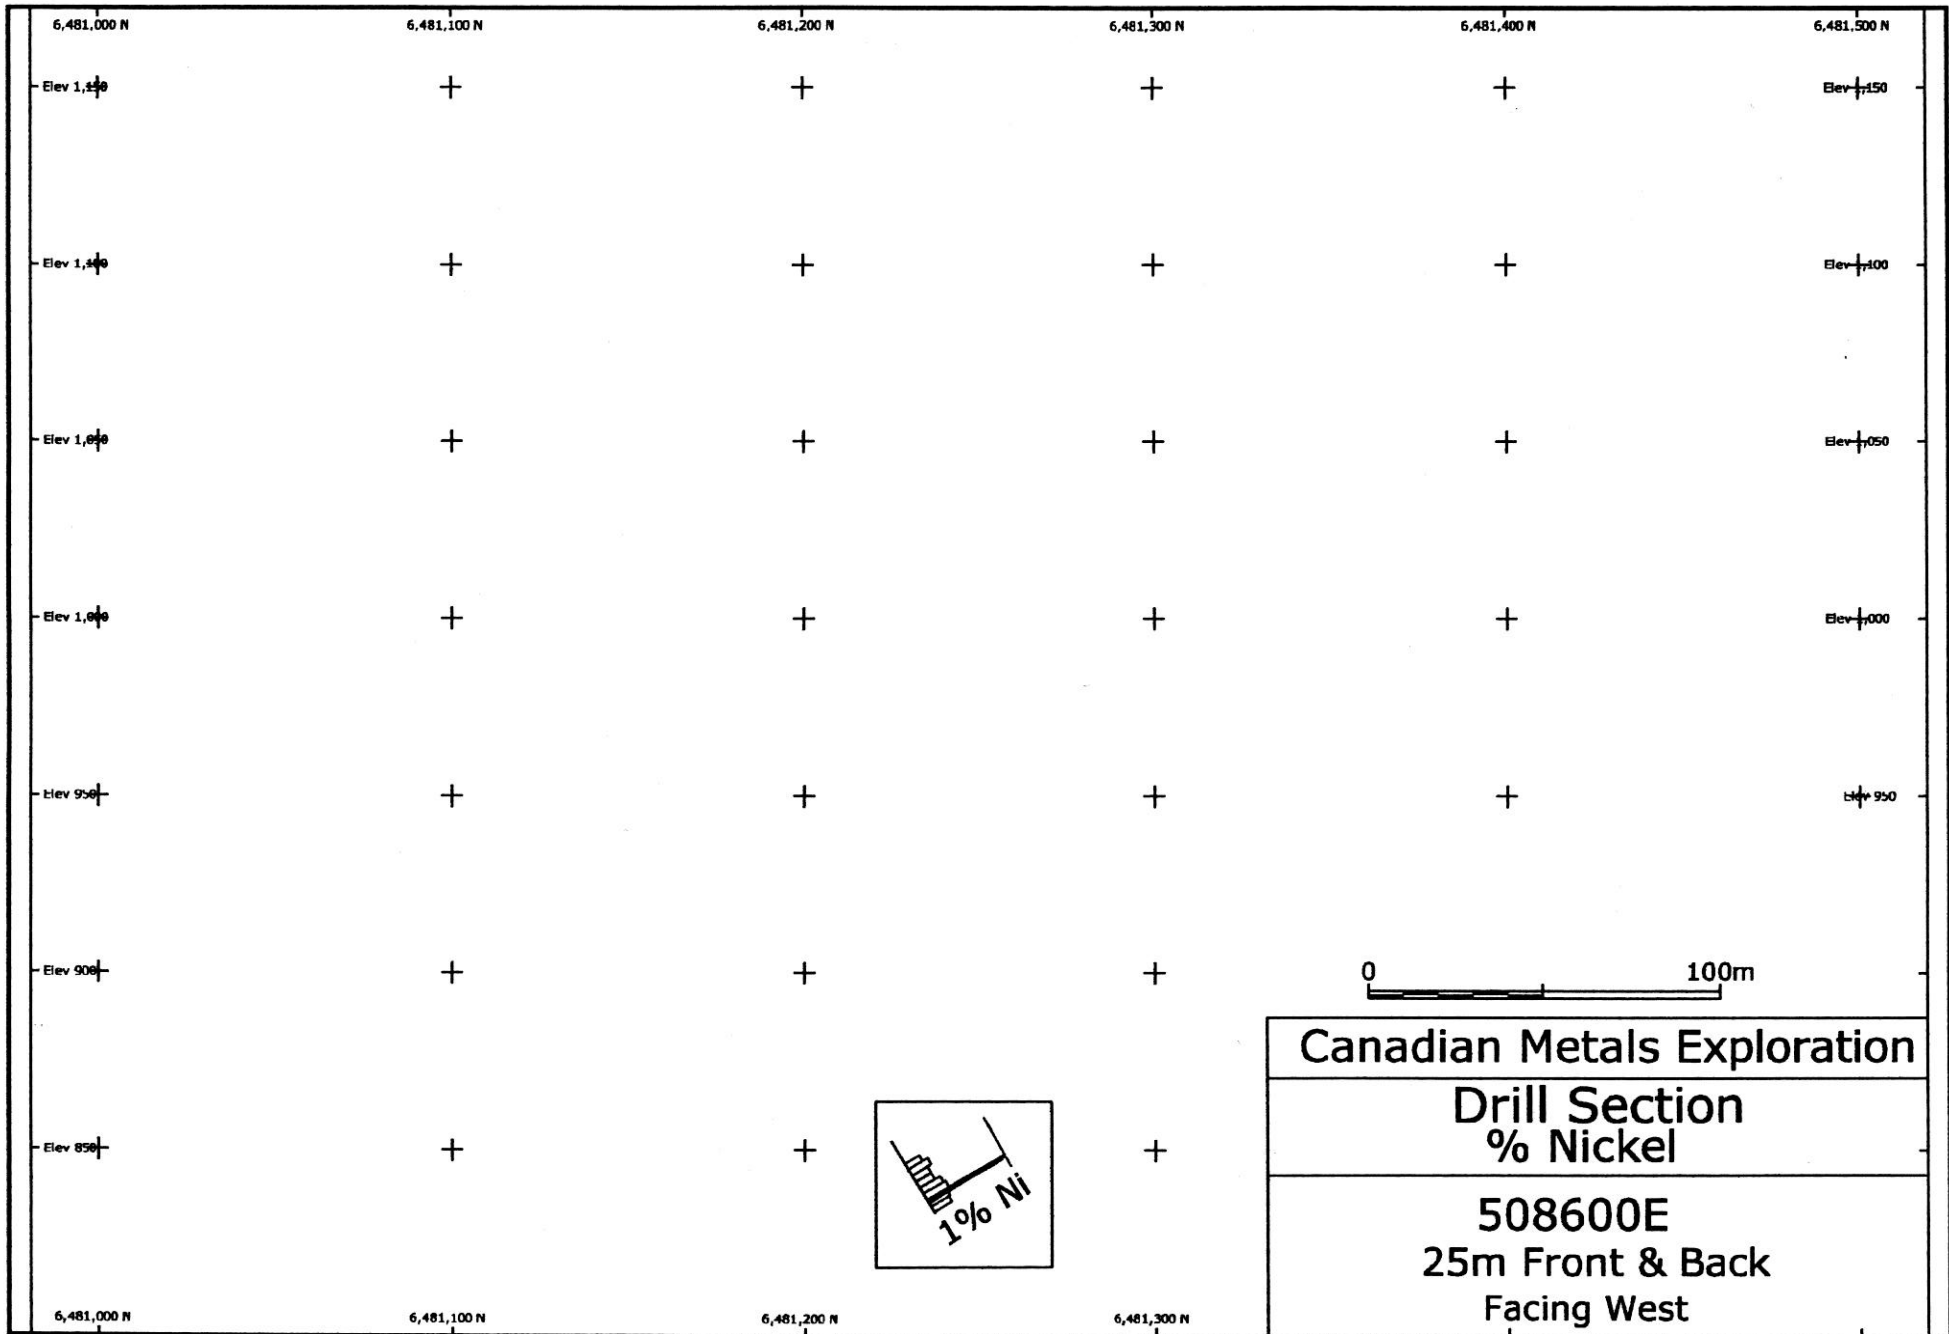 6,481,000 N 6,481,100 N 6,481,200 N 6,481,300 N 6,481,400 N 6,481,500 N
Elev 1,150 Elev 1,150
Elev 1,100 Elev 1,100
Elev 1,050 Elev 1,050
Elev 1,000 Elev 1,000
Elev 950 Elev 950
Elev 900
0 100m
Canadian Metals Exploration
Drill Section
% Nickel
Elev 850
1% Ni
508600E
25m Front & Back
Facing West
6,481,000 N 6,481,100 N 6,481,200 N 6,481,300 N